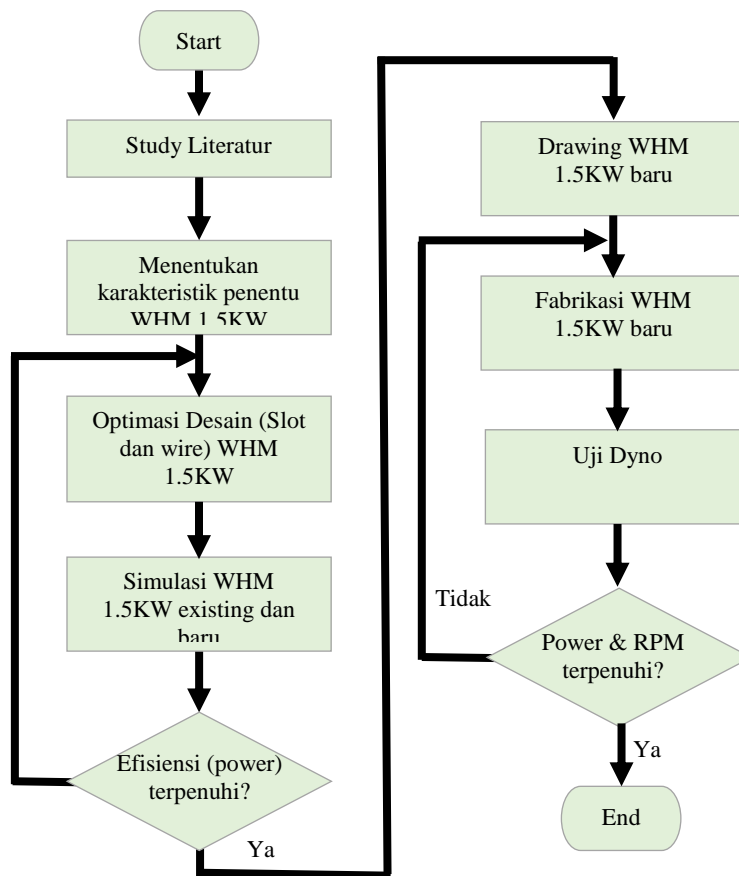 Start
Study Literatur
Menentukan
karakteristik penentu
WHM 1.5KW
Optimasi Desain (Slot
dan wire) WHM
1.5KW
Simulasi WHM
1.5KW existing dan
baru
Efisiensi (power)
terpenuhi?
Ya
Drawing WHM
1.5KW baru
Fabrikasi WHM
1.5KW baru
Uji Dyno
Tidak
Power & RPM
terpenuhi?
Ya
End